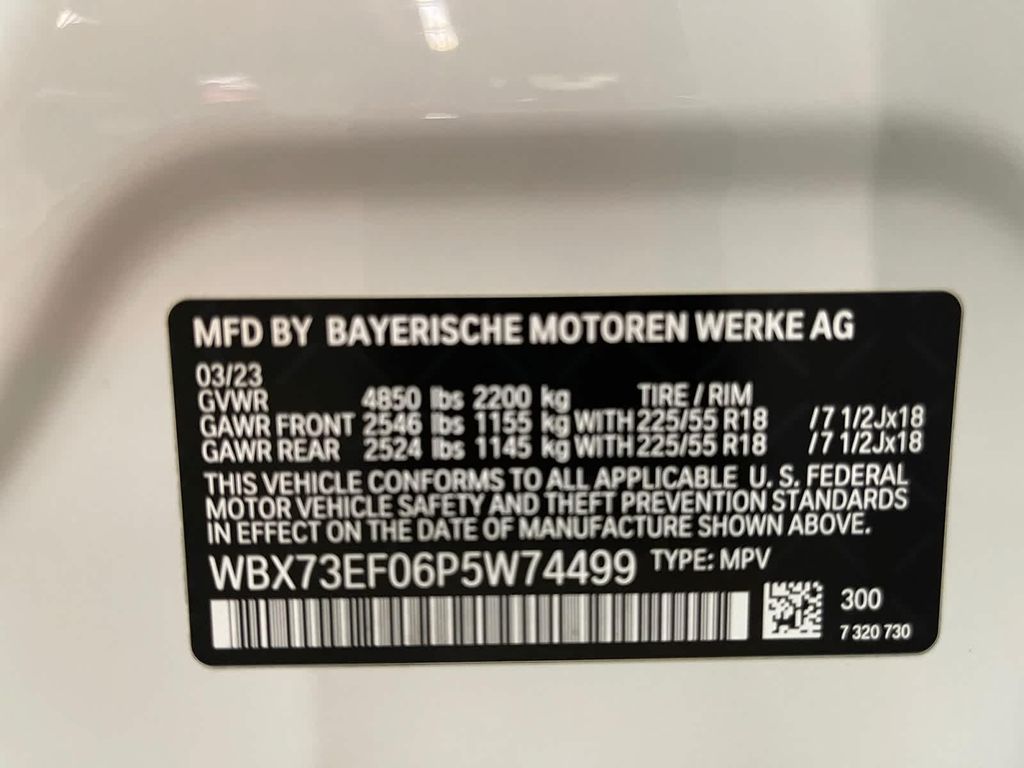 MFD BY BAYERISCHE MOTOREN WERKE AG
03/23
GVWR 4850 lbs 2200 kg TIRE / RIM
GAWR FRONT 2546 lbs 1155 kg WITH 225/55 R18 /7 1/2Jx18
GAWR REAR 2524 lbs 1145 kg WITH 225/55 R18 /7 1/2Jx18
THIS VEHICLE CONFORMS TO ALL APPLICABLE U. S. FEDERAL
MOTOR VEHICLE SAFETY AND THEFT PREVENTION STANDARDS
IN EFFECT ON THE DATE OF MANUFACTURE SHOWN ABOVE.
WBX73EF06P5W74499 TYPE: MPV
300
7 320 730